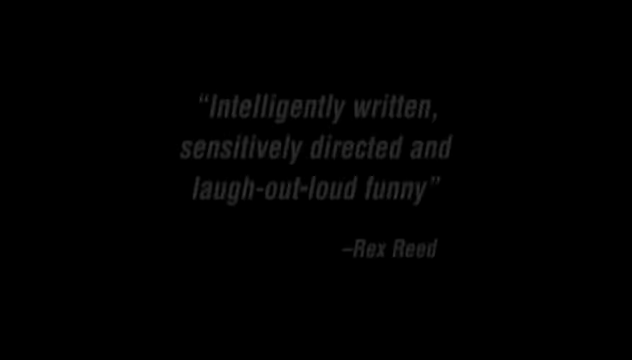 “Intelligently written,
sensitively directed and
laugh-out-loud funny”
–Rex Reed